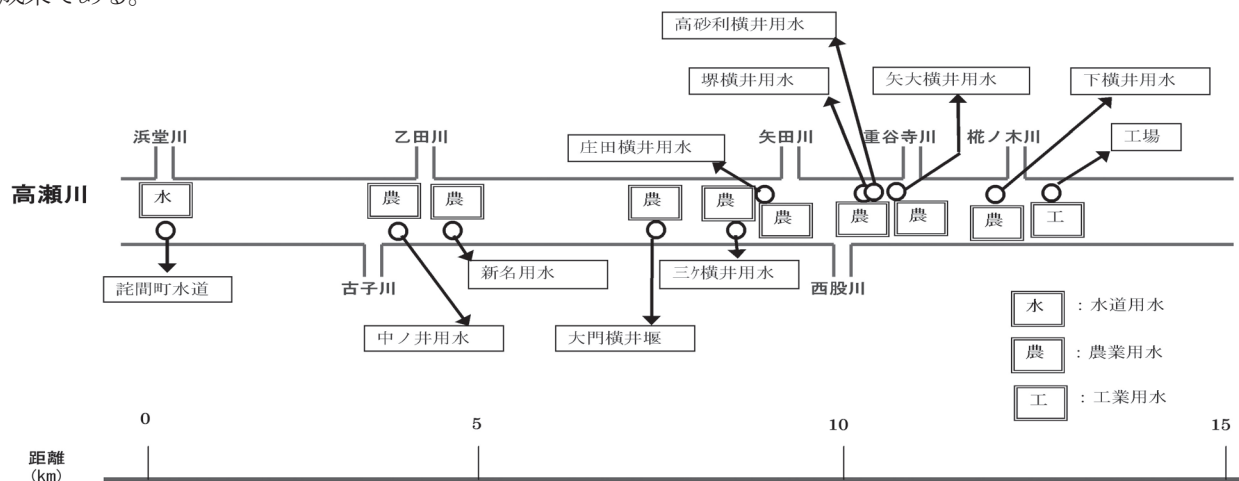 成果である。
高砂利横井用水
堺横井用水
矢大横井用水
下横井用水
浜堂川
乙田川
庄田横井用水
矢田川
重谷寺川
椛ノ木川
工場
高瀬川
水
農
農
農
農
農
農
農
農
工
詫間町水道
古子川
新名用水
三ケ横井用水
西股川
中ノ井用水
大門横井堰
水 : 水道用水
農 : 農業用水
工 : 工業用水
0
5
10
15
距離
(km)